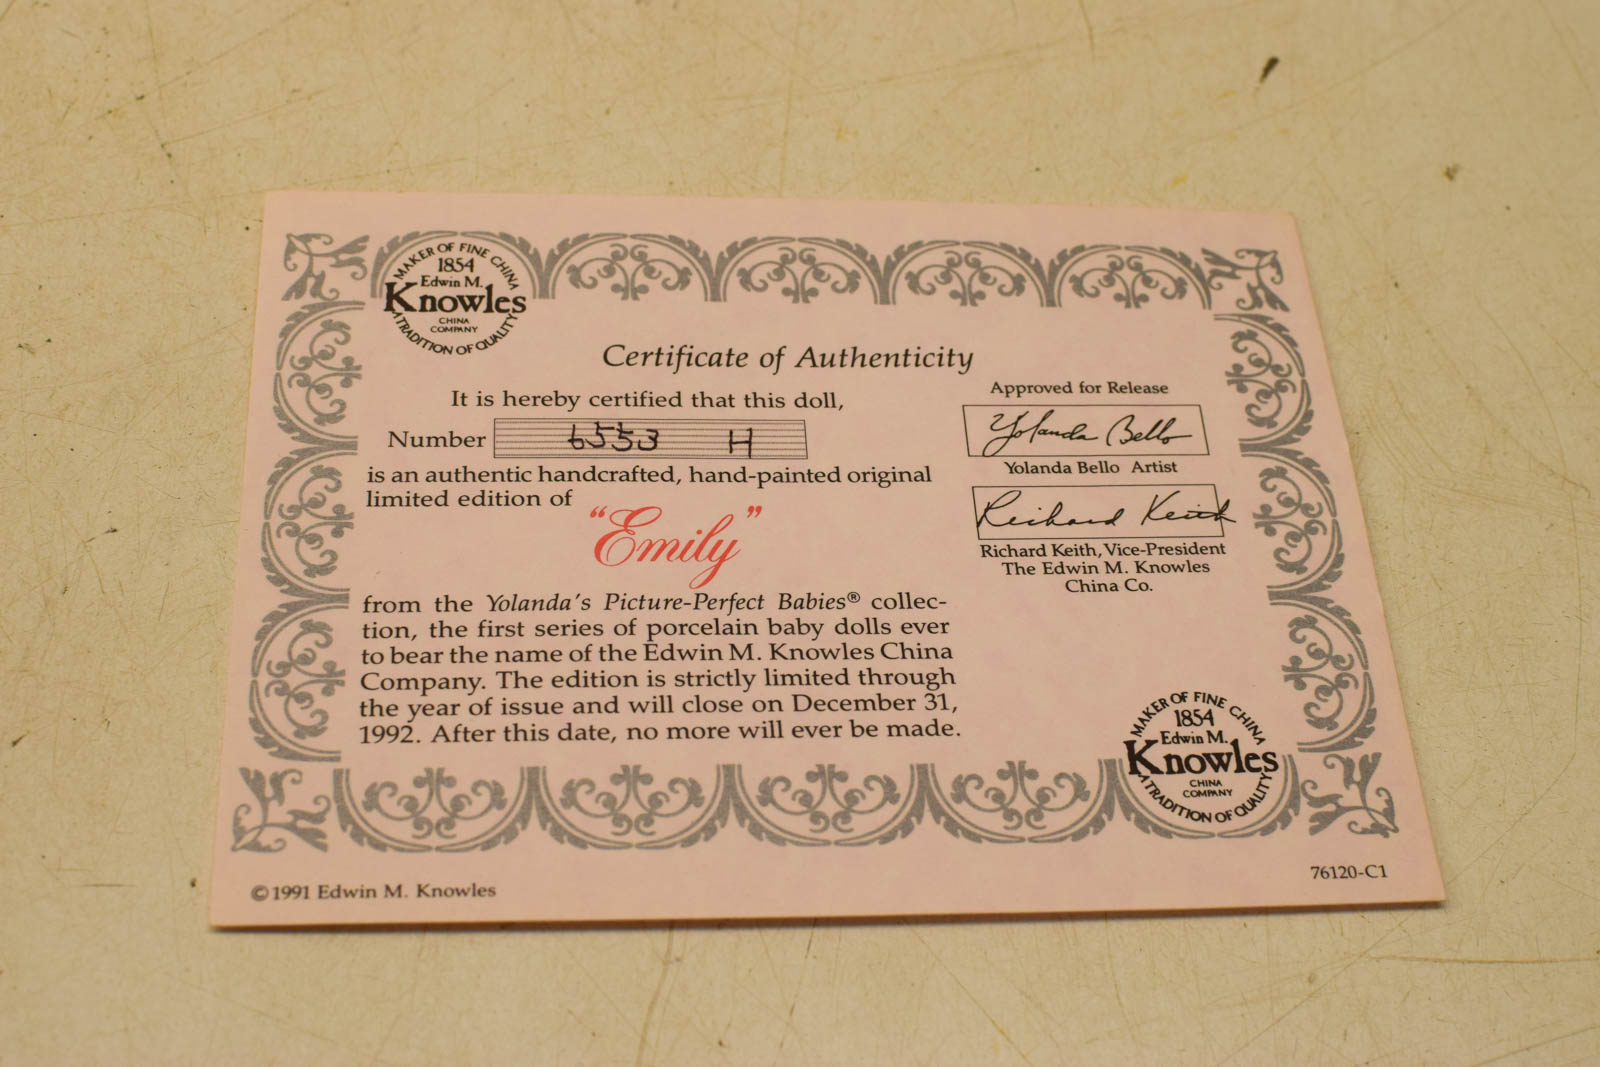 MAKER OF FINE CHINA
1854
Edwin M.
Knowles
CHINA
COMPANY
A TRADITION OF QUALITY
Certificate of Authenticity
It is hereby certified that this doll,
Number 6553 H
is an authentic handcrafted, hand-painted original
limited edition of
"Emily"
from the Yolanda's Picture-Perfect Babies® collec-
tion, the first series of porcelain baby dolls ever
to bear the name of the Edwin M. Knowles China
Company. The edition is strictly limited through
the year of issue and will close on December 31,
1992. After this date, no more will ever be made.
Approved for Release
Yolanda Bello
Yolanda Bello Artist
Richard Keith
Richard Keith, Vice-President
The Edwin M. Knowles
China Co.
MAKER OF FINE CHINA
1854
Edwin M.
Knowles
CHINA
COMPANY
A TRADITION OF QUALITY
©1991 Edwin M. Knowles
76120-C1